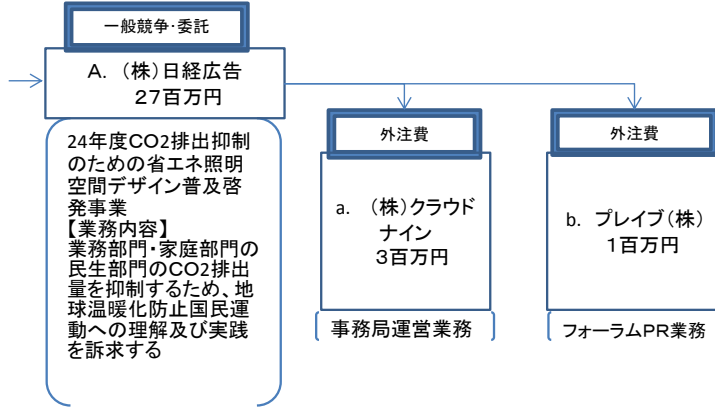 一般競争・委託
A. （株）日経広告
27百万円
24年度CO2排出抑制
のための省エネ照明
空間デザイン普及啓
発事業
【業務内容】
業務部門・家庭部門の
民生部門のCO2排出
量を抑制するため、地
球温暖化防止国民運
動への理解及び実践
を訴求する
外注費
a. （株）クラウド
ナイン
3百万円
事務局運営業務
外注費
b. プレイブ（株）
1百万円
フォーラムPR業務